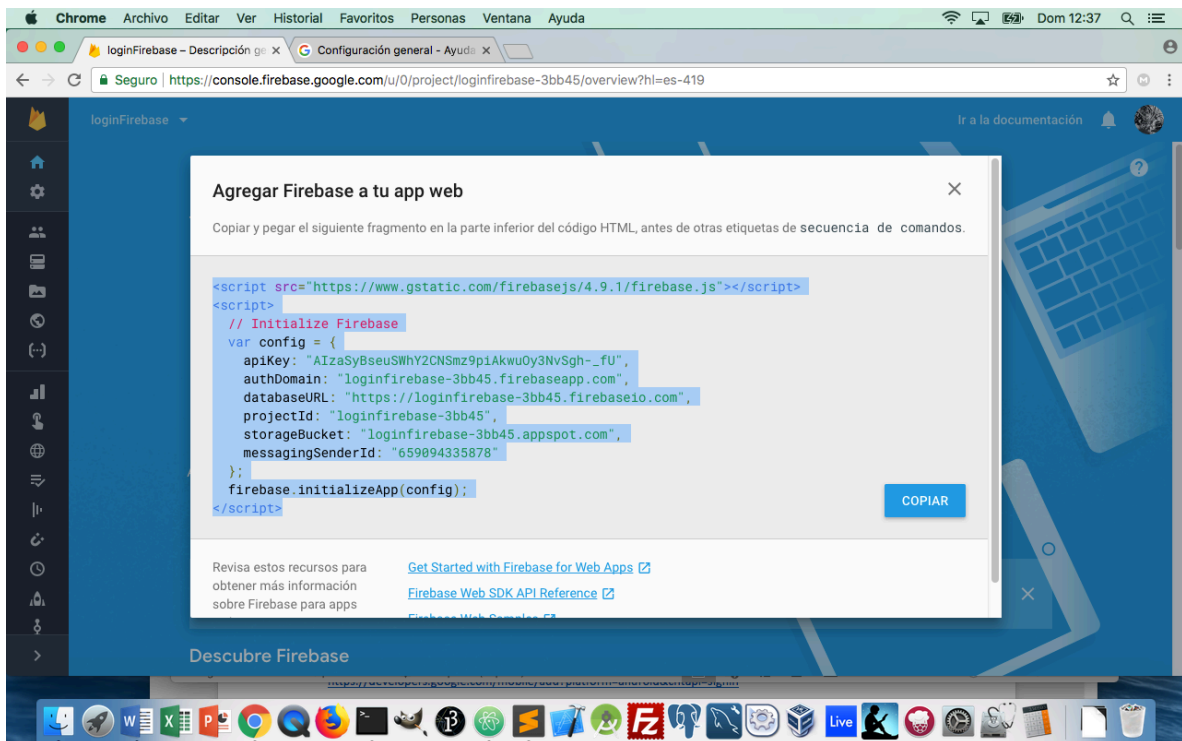 Chrome Archivo Editar Ver Historial Favoritos Personas Ventana Ayuda Dom 12:37
loginFirebase – Descripción ge Configuración general - Ayuda
Seguro | https://console.firebase.google.com/u/0/project/loginfirebase-3bb45/overview?hl=es-419
loginFirebase Ir a la documentación
Agregar Firebase a tu app web
Copiar y pegar el siguiente fragmento en la parte inferior del código HTML, antes de otras etiquetas de secuencia de comandos.
<script src="https://www.gstatic.com/firebasejs/4.9.1/firebase.js"></script>
<script>
// Initialize Firebase
var config = {
apiKey: "AIzaSyBseuSWhY2CNSmz9piAkwuOy3NvSgh-_fU",
authDomain: "loginfirebase-3bb45.firebaseapp.com",
databaseURL: "https://loginfirebase-3bb45.firebaseio.com",
projectId: "loginfirebase-3bb45",
storageBucket: "loginfirebase-3bb45.appspot.com",
messagingSenderId: "659094335878"
};
firebase.initializeApp(config);
</script>
COPIAR
Revisa estos recursos para
obtener más información
sobre Firebase para apps
Get Started with Firebase for Web Apps
Firebase Web SDK API Reference
Firebase Web Samples
Descubre Firebase
Live